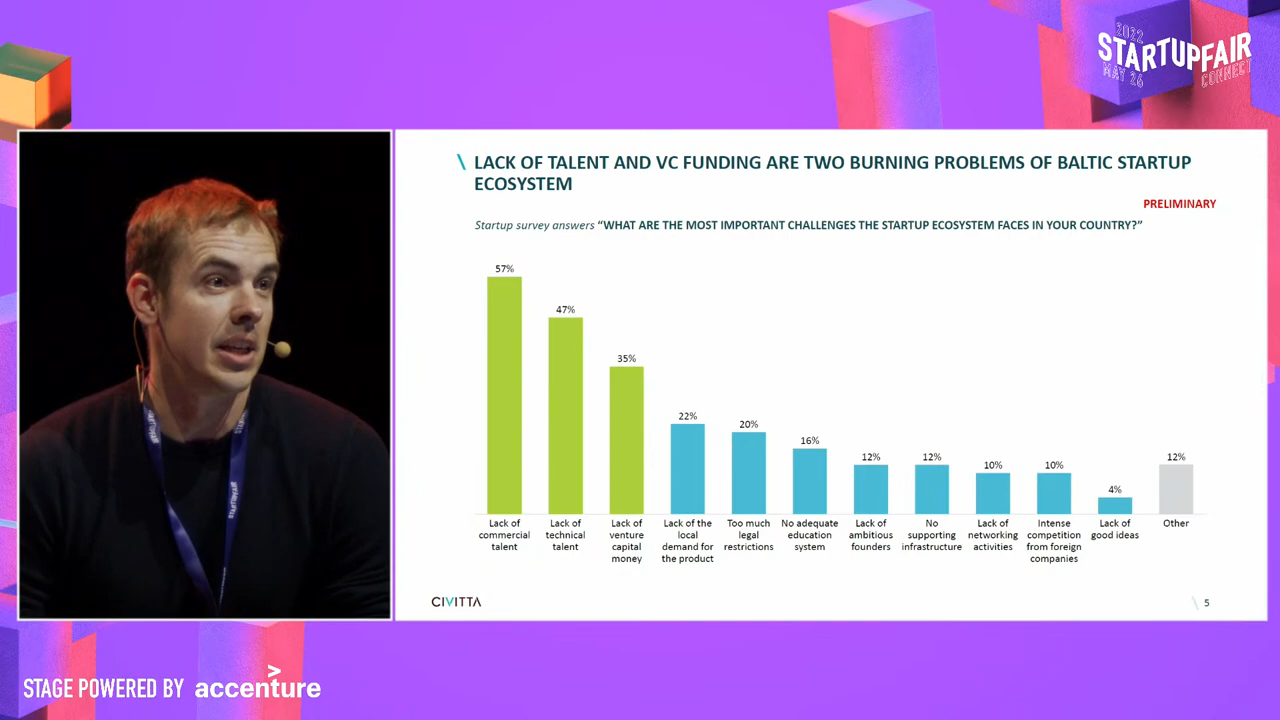 2022
STARTUPFAIR
MAY 26
CONNECT
\ LACK OF TALENT AND VC FUNDING ARE TWO BURNING PROBLEMS OF BALTIC STARTUP
ECOSYSTEM
PRELIMINARY
Startup survey answers “WHAT ARE THE MOST IMPORTANT CHALLENGES THE STARTUP ECOSYSTEM FACES IN YOUR COUNTRY?”
57%
47%
35%
22%
20%
16%
12%
12%
10%
10%
4%
12%
Lack of
commercial
talent
Lack of
technical
talent
Lack of
venture
capital
money
Lack of the
local
demand for
the product
Too much
legal
restrictions
No adequate
education
system
Lack of
ambitious
founders
No
supporting
infrastructure
Lack of
networking
activities
Intense
competition
from foreign
companies
Lack of
good ideas
Other
CIVITTA
\ 5
STARTUPFAIR
STAGE POWERED BY accenture